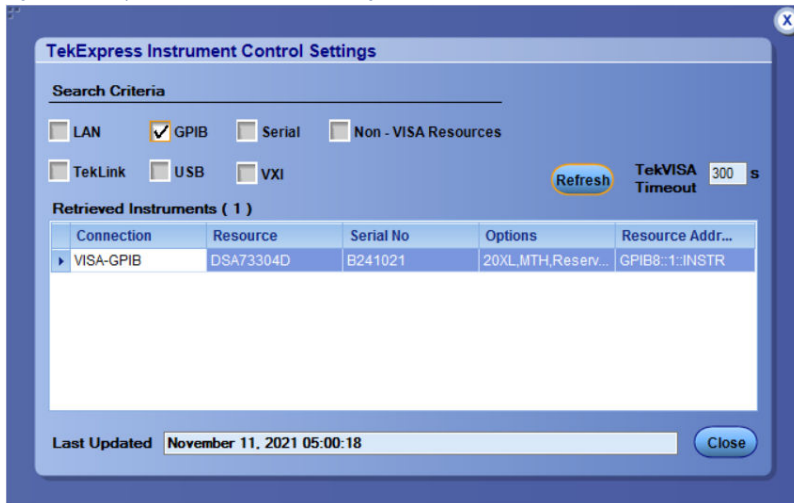 X
TekExpress Instrument Control Settings
Search Criteria
LAN GPIB Serial Non - VISA Resources
TekLink USB VXI
Refresh
TekVISA Timeout 300 s
Retrieved Instruments ( 1 )
Connection Resource Serial No Options Resource Addr...
VISA-GPIB DSA73304D B241021 20XL,MTH,Reserv... GPIB8::1::INSTR
Last Updated November 11, 2021 05:00:18 Close